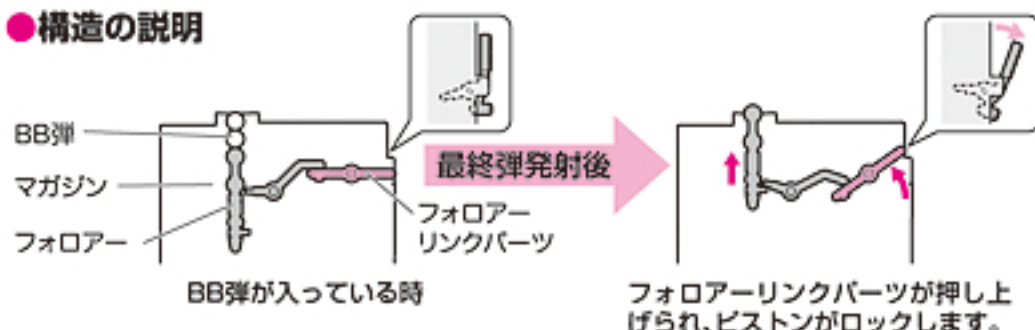 ●構造の説明
BB弾
マガジン
フォロアー
フォロアー
リンクパーツ
BB弾が入っている時
最終弾発射後
フォロアーリンクパーツが押し上
げられ、ピストンがロックします。